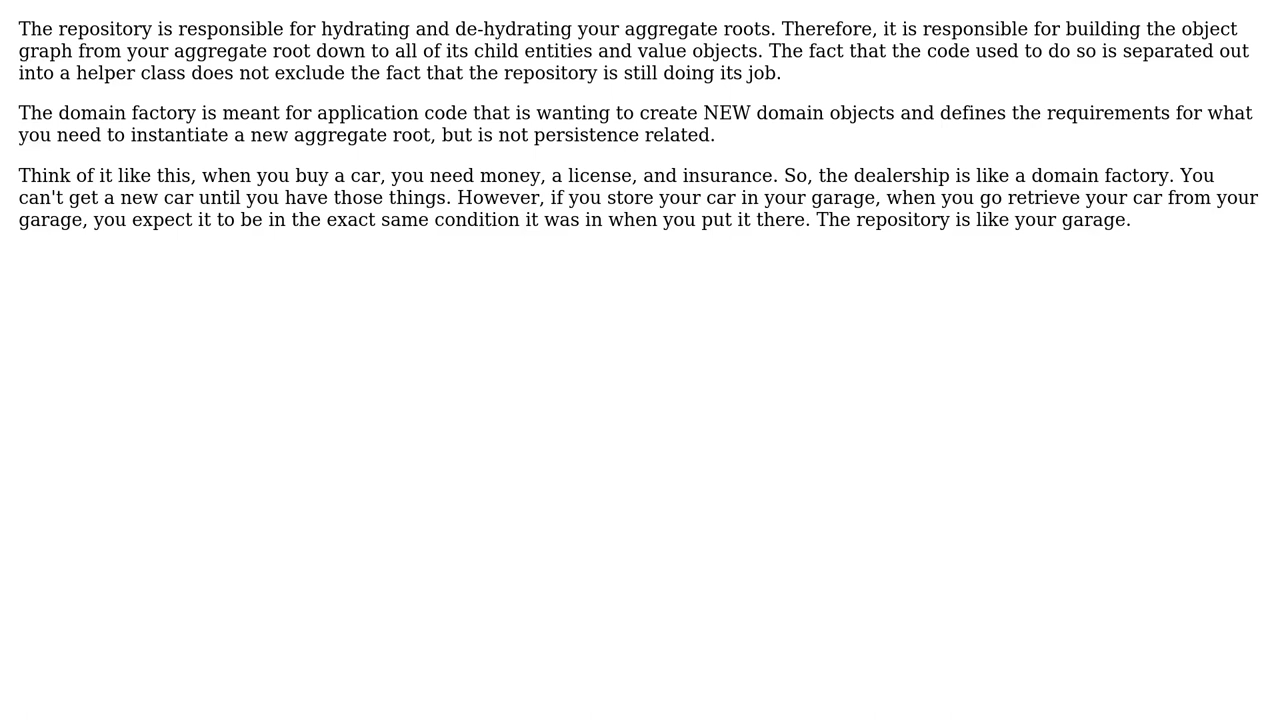 The repository is responsible for hydrating and de-hydrating your aggregate roots. Therefore, it is responsible for building the object
graph from your aggregate root down to all of its child entities and value objects. The fact that the code used to do so is separated out
into a helper class does not exclude the fact that the repository is still doing its job.
The domain factory is meant for application code that is wanting to create NEW domain objects and defines the requirements for what
you need to instantiate a new aggregate root, but is not persistence related.
Think of it like this, when you buy a car, you need money, a license, and insurance. So, the dealership is like a domain factory. You
can't get a new car until you have those things. However, if you store your car in your garage, when you go retrieve your car from your
garage, you expect it to be in the exact same condition it was in when you put it there. The repository is like your garage.